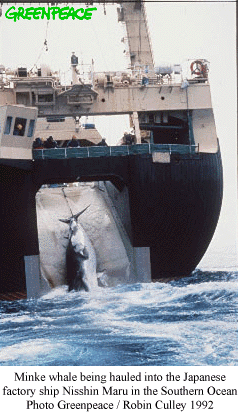 GREENPEACE
Minke whale being hauled into the Japanese
factory ship Nisshin Maru in the Southern Ocean
Photo Greenpeace / Robin Culley 1992